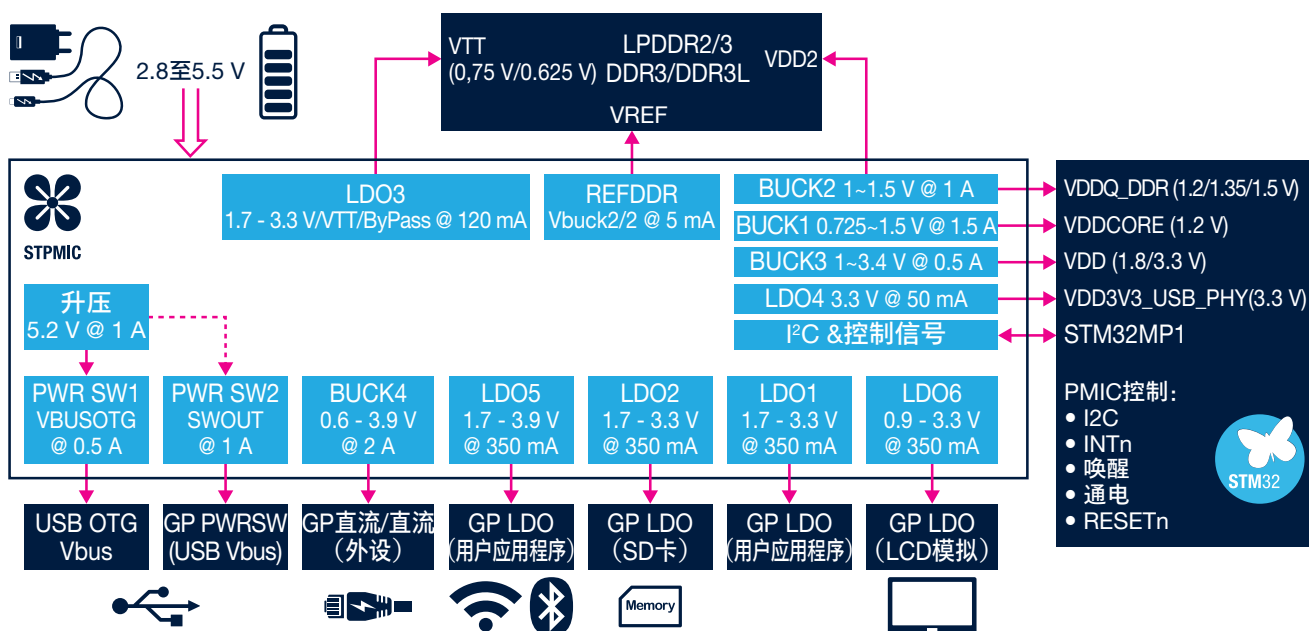 2.8至5.5 V
VTT
(0,75 V/0.625 V)
LPDDR2/3
DDR3/DDR3L
VDD2
VREF
STPMIC
LDO3
1.7 - 3.3 V/VTT/ByPass @ 120 mA
REFDDR
Vbuck2/2 @ 5 mA
BUCK2 1~1.5 V @ 1 A
BUCK1 0.725~1.5 V @ 1.5 A
BUCK3 1~3.4 V @ 0.5 A
LDO4 3.3 V @ 50 mA
I²C &控制信号
VDDQ_DDR (1.2/1.35/1.5 V)
VDDCORE (1.2 V)
VDD (1.8/3.3 V)
VDD3V3_USB_PHY(3.3 V)
STM32MP1
PMIC控制：
• I2C
• INTn
• 唤醒
• 通电
• RESETn
STM32
升压
5.2 V @ 1 A
PWR SW1
VBUSOTG
@ 0.5 A
PWR SW2
SWOUT
@ 1 A
BUCK4
0.6 - 3.9 V
@ 2 A
LDO5
1.7 - 3.9 V
@ 350 mA
LDO2
1.7 - 3.3 V
@ 350 mA
LDO1
1.7 - 3.3 V
@ 350 mA
LDO6
0.9 - 3.3 V
@ 350 mA
USB OTG
Vbus
GP PWRSW
(USB Vbus)
GP直流/直流
（外设）
GP LDO
（用户应用程序）
GP LDO
（SD卡）
GP LDO
（用户应用程序）
GP LDO
（LCD模拟）
Memory